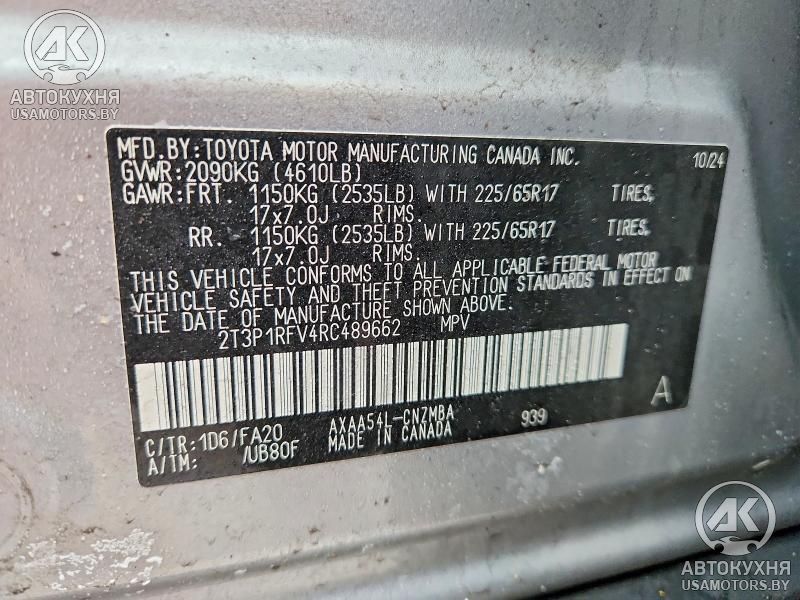 AK
АВТОКУХНЯ
USAMOTORS.BY
MFD.BY:TOYOTA MOTOR MANUFACTURING CANADA INC. 10/24
GVWR:2090KG (4610LB)
GAWR:FRT. 1150KG (2535LB) WITH 225/65R17 TIRES,
17x7.0J RIMS.
RR. 1150KG (2535LB) WITH 225/65R17 TIRES,
17x7.0J RIMS.
THIS VEHICLE CONFORMS TO ALL APPLICABLE FEDERAL MOTOR
VEHICLE SAFETY AND THEFT PREVENTION STANDARDS IN EFFECT ON
THE DATE OF MANUFACTURE SHOWN ABOVE.
2T3P1RFV4RC489662 MPV
A
C/TR:1D6/FA20 AXAA54L-CNZMBA 939
A/TM: /UB80F MADE IN CANADA
AK
АВТОКУХНЯ
USAMOTORS.BY